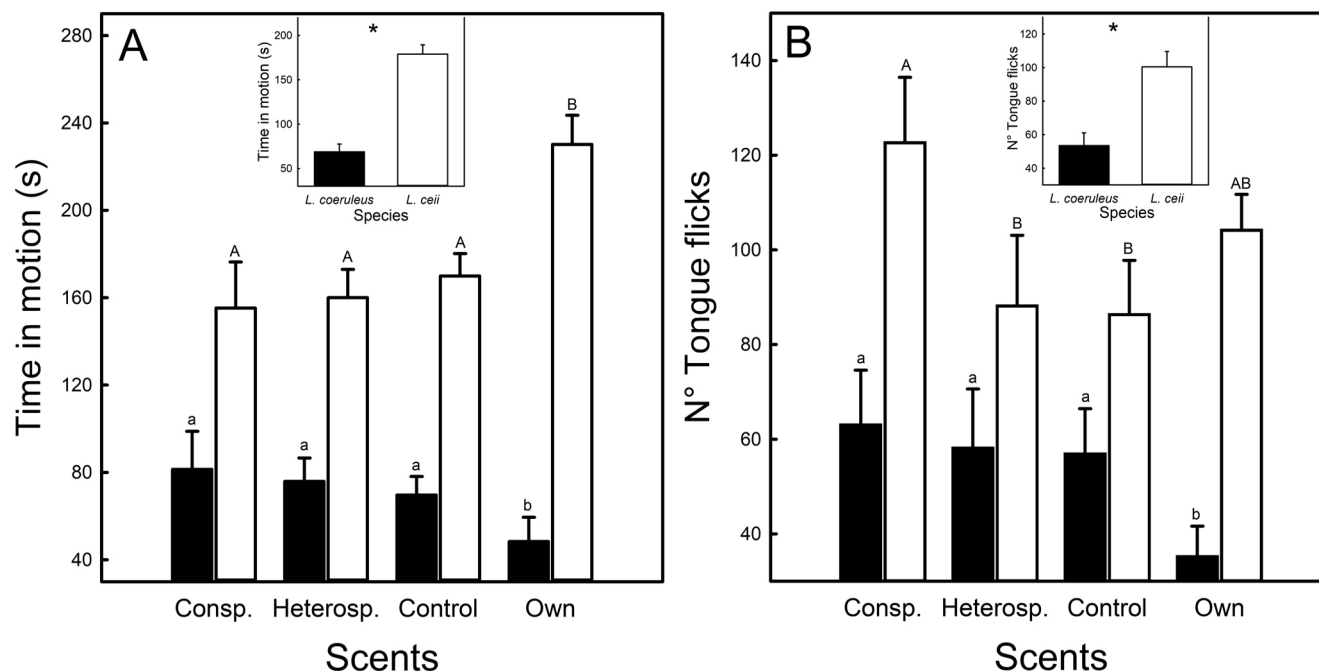 A
Time in motion (s)
280
240
200
160
120
80
40
A
A
A
B
a
a
a
b
Consp.
Heterosp.
Control
Own
Scents
*
Time in motion (s)
200
150
100
50
L. coeruleus
L. ceii
Species
B
N° Tongue flicks
140
120
100
80
60
40
A
B
B
AB
a
a
a
b
Consp.
Heterosp.
Control
Own
Scents
*
N° Tongue flicks
120
100
80
60
40
L. coeruleus
L. ceii
Species